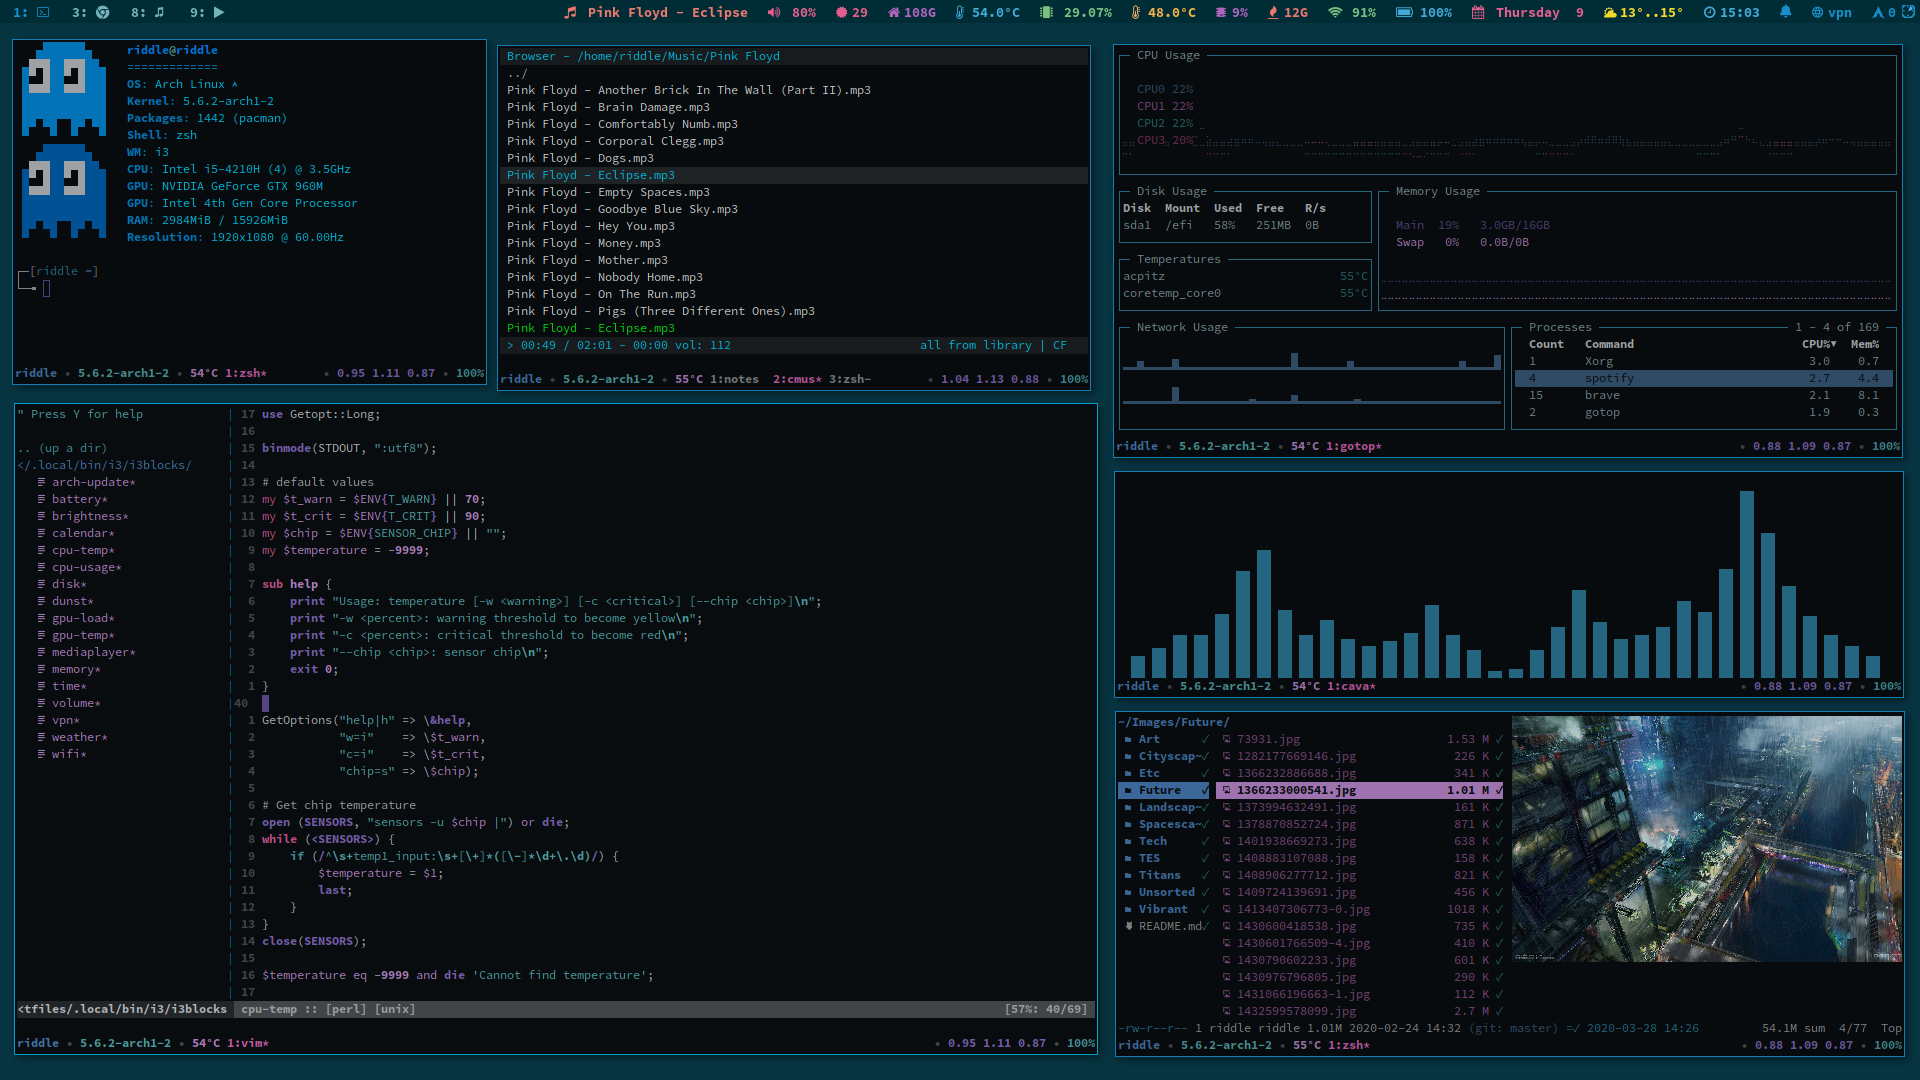 1:  3:  8:  9:
Pink Floyd - Eclipse  80%  29  108G  54.0°C  29.07%  48.0°C  9%  12G  91%  100%  Thursday 9  13°..15°  15:03  vpn  0
riddle@riddle
=============
OS: Arch Linux
Kernel: 5.6.2-arch1-2
Packages: 1442 (pacman)
Shell: zsh
WM: i3
CPU: Intel i5-4210H (4) @ 3.5GHz
GPU: NVIDIA GeForce GTX 960M
GPU: Intel 4th Gen Core Processor
RAM: 2984MiB / 15926MiB
Resolution: 1920x1080 @ 60.00Hz
[riddle ~]
riddle • 5.6.2-arch1-2 • 54°C 1:zsh* • 0.95 1.11 0.87 • 100%
Browser - /home/riddle/Music/Pink Floyd
../
Pink Floyd - Another Brick In The Wall (Part II).mp3
Pink Floyd - Brain Damage.mp3
Pink Floyd - Comfortably Numb.mp3
Pink Floyd - Corporal Clegg.mp3
Pink Floyd - Dogs.mp3
Pink Floyd - Eclipse.mp3
Pink Floyd - Empty Spaces.mp3
Pink Floyd - Goodbye Blue Sky.mp3
Pink Floyd - Hey You.mp3
Pink Floyd - Money.mp3
Pink Floyd - Mother.mp3
Pink Floyd - Nobody Home.mp3
Pink Floyd - On The Run.mp3
Pink Floyd - Pigs (Three Different Ones).mp3
Pink Floyd - Eclipse.mp3
> 00:49 / 02:01 - 00:00 vol: 112  all from library | CF
riddle • 5.6.2-arch1-2 • 55°C 1:notes 2:cmus* 3:zsh- • 1.04 1.13 0.88 • 100%
CPU Usage
CPU0 22%
CPU1 22%
CPU2 22%
CPU3 20%
Disk Usage
Disk Mount Used Free R/s
sda1 /efi 58% 251MB 0B
Memory Usage
Main 19% 3.0GB/16GB
Swap 0% 0.0B/0B
Temperatures
acpitz 55°C
coretemp_core0 55°C
Network Usage
Processes 1 - 4 of 169
Count Command CPU%▼ Mem%
1 Xorg 3.0 0.7
4 spotify 2.7 4.4
15 brave 2.1 8.1
2 gotop 1.9 0.3
riddle • 5.6.2-arch1-2 • 54°C 1:gotop* • 0.88 1.09 0.87 • 100%
" Press Y for help
.. (up a dir)
</.local/bin/i3/i3blocks/
arch-update*
battery*
brightness*
calendar*
cpu-temp*
cpu-usage*
disk*
dunst*
gpu-load*
gpu-temp*
mediaplayer*
memory*
time*
volume*
vpn*
weather*
wifi*
17 use Getopt::Long;
16
15 binmode(STDOUT, ":utf8");
14
13 # default values
12 my $t_warn = $ENV{T_WARN} || 70;
11 my $t_crit = $ENV{T_CRIT} || 90;
10 my $chip = $ENV{SENSOR_CHIP} || "";
9 my $temperature = -9999;
8
7 sub help {
6     print "Usage: temperature [-w <warning>] [-c <critical>] [--chip <chip>]\n";
5     print "-w <percent>: warning threshold to become yellow\n";
4     print "-c <percent>: critical threshold to become red\n";
3     print "--chip <chip>: sensor chip\n";
2     exit 0;
1 }
40
1 GetOptions("help|h" => \&help,
2            "w=i"    => \$t_warn,
3            "c=i"    => \$t_crit,
4            "chip=s" => \$chip);
5
6 # Get chip temperature
7 open (SENSORS, "sensors -u $chip |") or die;
8 while (<SENSORS>) {
9     if (/^\s+temp1_input:\s+[\+]*([\-]*\d+\.\d)/) {
10         $temperature = $1;
11         last;
12     }
13 }
14 close(SENSORS);
15
16 $temperature eq -9999 and die 'Cannot find temperature';
17
<tfiles/.local/bin/i3/i3blocks  cpu-temp :: [perl] [unix]  [57%: 40/69]
riddle • 5.6.2-arch1-2 • 54°C 1:vim* • 0.95 1.11 0.87 • 100%
riddle • 5.6.2-arch1-2 • 54°C 1:cava* • 0.88 1.09 0.87 • 100%
~/Images/Future/
Art ✓
Cityscap~✓
Etc ✓
Future ✓
Landscap~✓
Spacesca~✓
Tech ✓
TES ✓
Titans ✓
Unsorted ✓
Vibrant ✓
README.md✓
73931.jpg 1.53 M ✓
1282177669146.jpg 226 K ✓
1366232886688.jpg 341 K ✓
1366233000541.jpg 1.01 M ✓
1373994632491.jpg 161 K ✓
1378870852724.jpg 871 K ✓
1401938669273.jpg 638 K ✓
1408883107088.jpg 158 K ✓
1408906277712.jpg 821 K ✓
1409724139691.jpg 456 K ✓
1413407306773-0.jpg 1018 K ✓
1430600418538.jpg 735 K ✓
1430601766509-4.jpg 410 K ✓
1430790602233.jpg 601 K ✓
1430976796805.jpg 290 K ✓
1431066196663-1.jpg 112 K ✓
1432599578099.jpg 2.7 M ✓
-rw-r--r-- 1 riddle riddle 1.01M 2020-02-24 14:32 (git: master) =✓ 2020-03-28 14:26  54.1M sum 4/77 Top
riddle • 5.6.2-arch1-2 • 55°C 1:zsh* • 0.88 1.09 0.87 • 100%